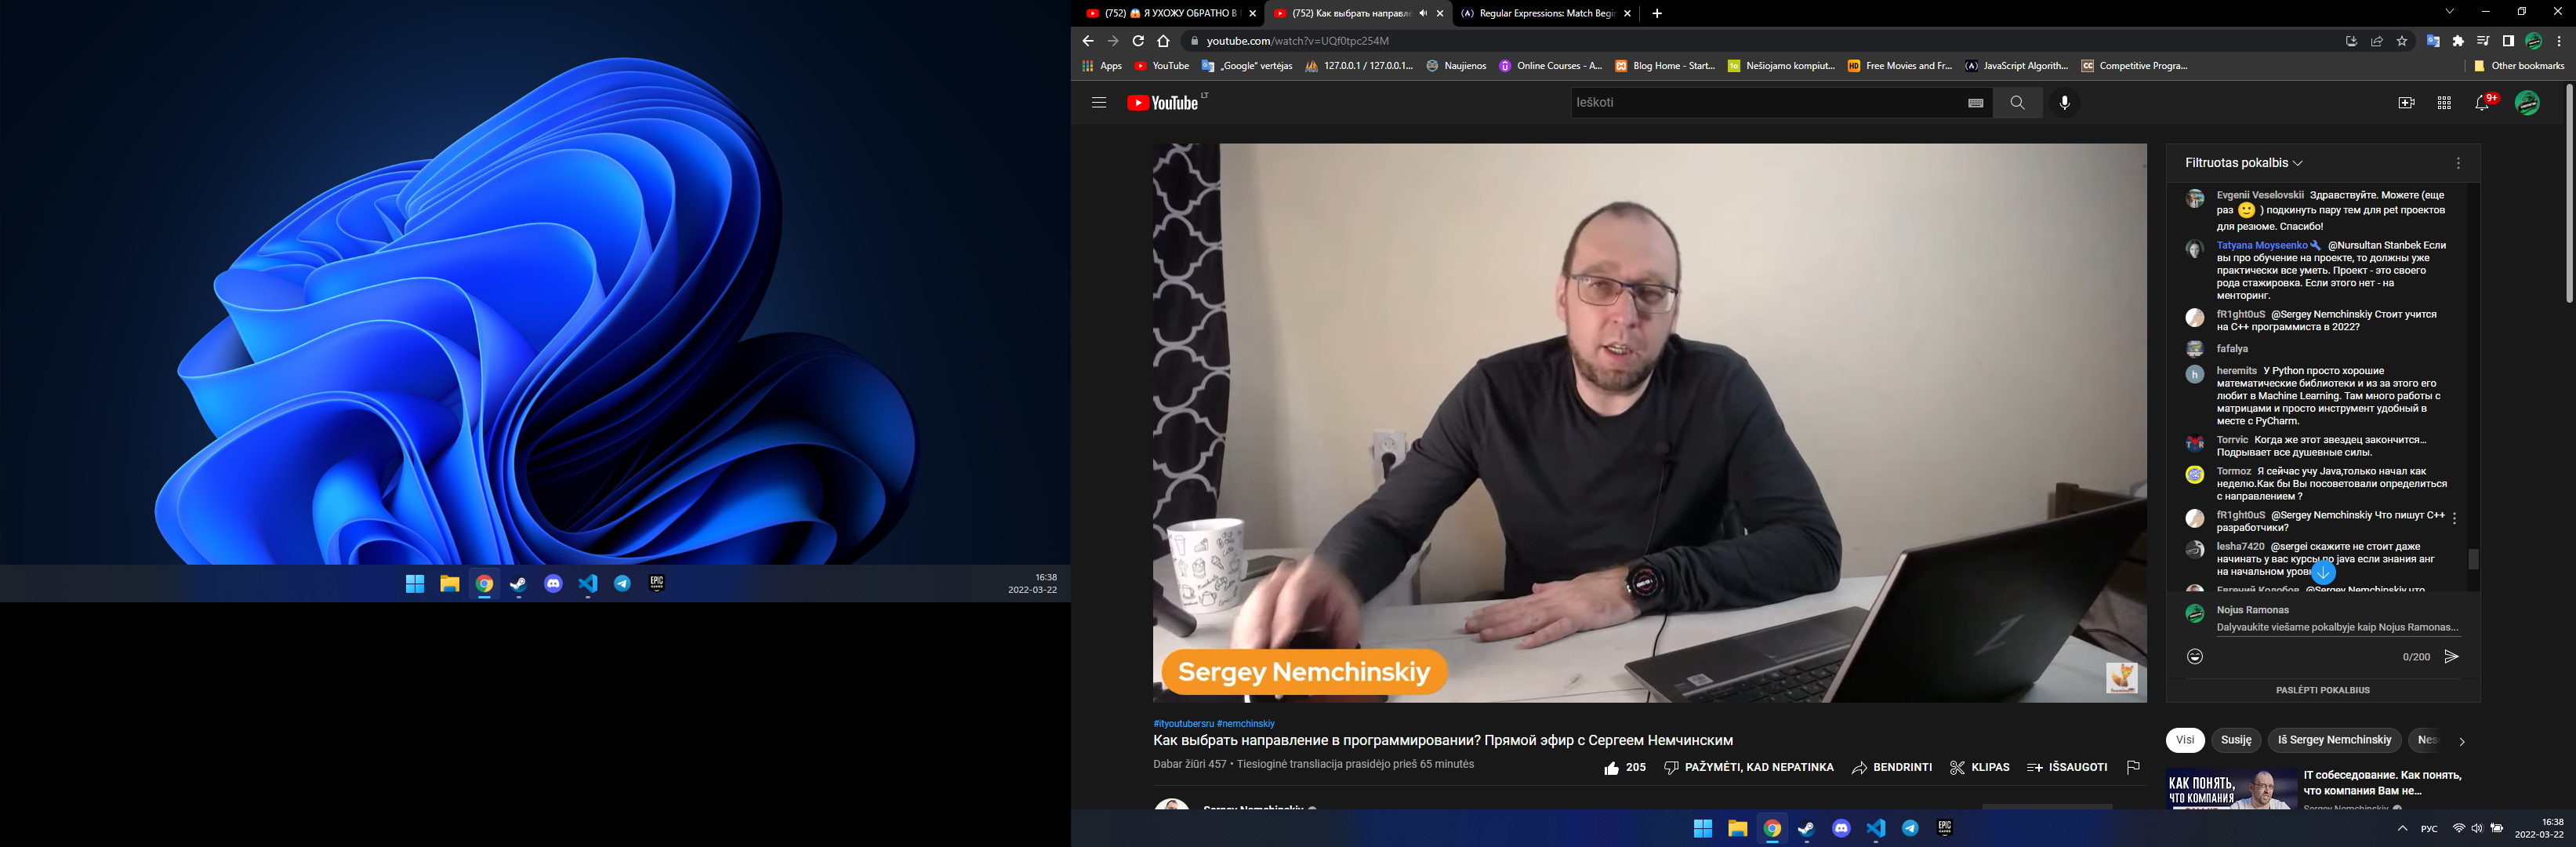 16:38
2022-03-22
EPIC
(752) 😱 Я УХОЖУ ОБРАТНО В
(752) Как выбрать направле
Regular Expressions: Match Begi
youtube.com/watch?v=UQf0tpc254M
Apps
YouTube
„Google“ vertėjas
127.0.0.1 / 127.0.0.1...
Naujienos
Online Courses - A...
Blog Home - Start...
Nešiojamo kompiut...
Free Movies and Fr...
JavaScript Algorith...
Competitive Progra...
Other bookmarks
YouTube LT
Ieškoti
9+
Sergey Nemchinskiy
Filtruotas pokalbis
Evgenii Veselovskii Здравствуйте. Можете (еще
раз 🙂 ) подкинуть пару тем для pet проектов
для резюме. Спасибо!
Tatyana Moyseenko @Nursultan Stanbek Если
вы про обучение на проекте, то должны уже
практически все уметь. Проект - это своего
рода стажировка. Если этого нет - на
менторинг.
fR1ght0uS @Sergey Nemchinskiy Стоит учится
на C++ программиста в 2022?
fafalya
heremits У Python просто хорошие
математические библиотеки и из за этого его
любит в Machine Learning. Там много работы с
матрицами и просто инструмент удобный в
месте с PyCharm.
Torrvic Когда же этот звездец закончится...
Подрывает все душевные силы.
Tormoz Я сейчас учу Java,только начал как
неделю.Как бы Вы посоветовали определиться
с направлением ?
fR1ght0uS @Sergey Nemchinskiy Что пишут C++
разработчики?
lesha7420 @sergei скажите не стоит даже
начинать у вас курсы по java если знания анг
на начальном уровн
Евгений Колобов @Sergey Nemchinskiy что
Nojus Ramonas
Dalyvaukite viešame pokalbyje kaip Nojus Ramonas...
0/200
PASLĖPTI POKALBIUS
#ityoutubersru #nemchinskiy
Как выбрать направление в программировании? Прямой эфир с Сергеем Немчинским
Dabar žiūri 457 • Tiesioginė transliacija prasidėjo prieš 65 minutės
205
PAŽYMĖTI, KAD NEPATINKA
BENDRINTI
KLIPAS
IŠSAUGOTI
Sergey Nemchinskiy
Visi
Susiję
Iš Sergey Nemchinskiy
Nes
КАК ПОНЯТЬ,
ЧТО КОМПАНИЯ
IT собеседование. Как понять,
что компания Вам не...
Sergey Nemchinskiy
EPIC
РУС
16:38
2022-03-22